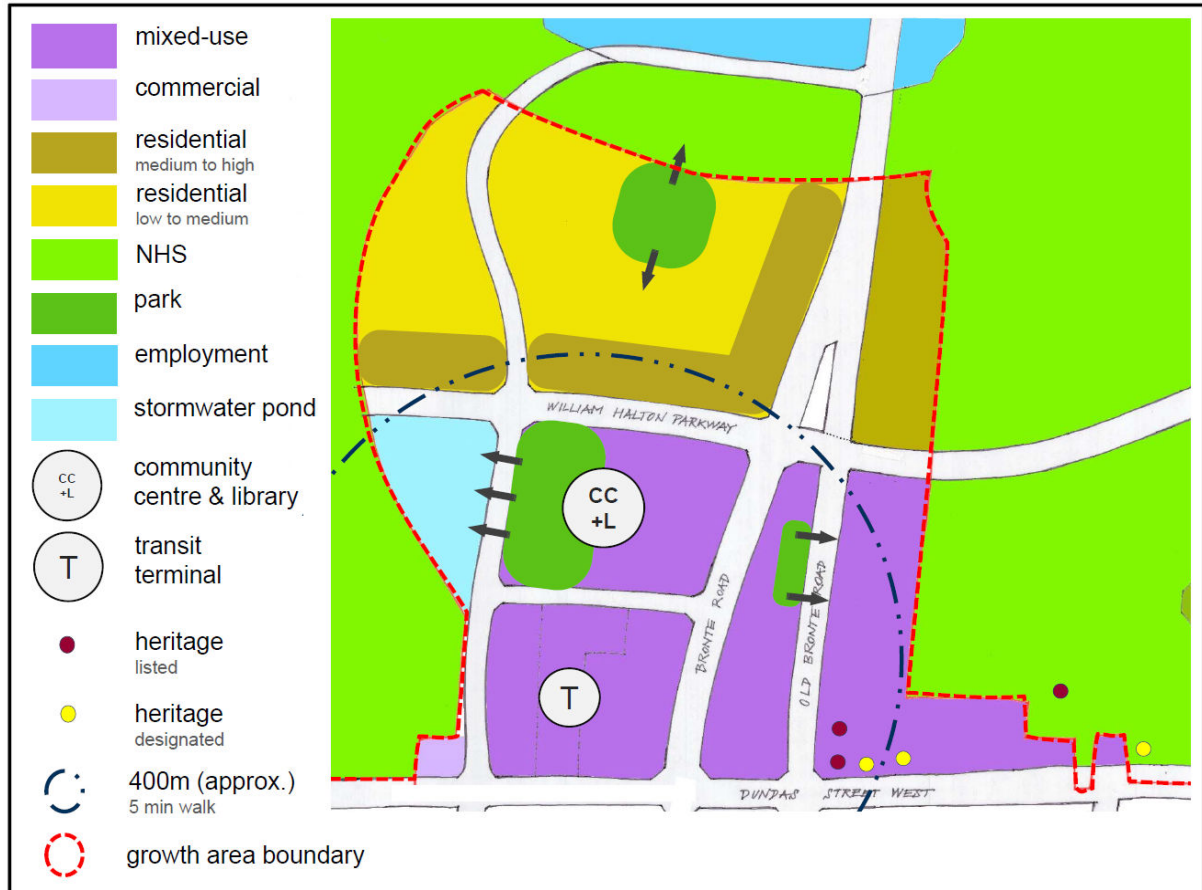 mixed-use
commercial
residential
medium to high
residential
low to medium
NHS
park
employment
stormwater pond
CC
+L
community
centre & library
T
transit
terminal
heritage
listed
heritage
designated
400m (approx.)
5 min walk
growth area boundary
WILLIAM HALTON PARKWAY
CC
+L
BRONTE ROAD
OLD BRONTE ROAD
T
DUNDAS STREET WEST